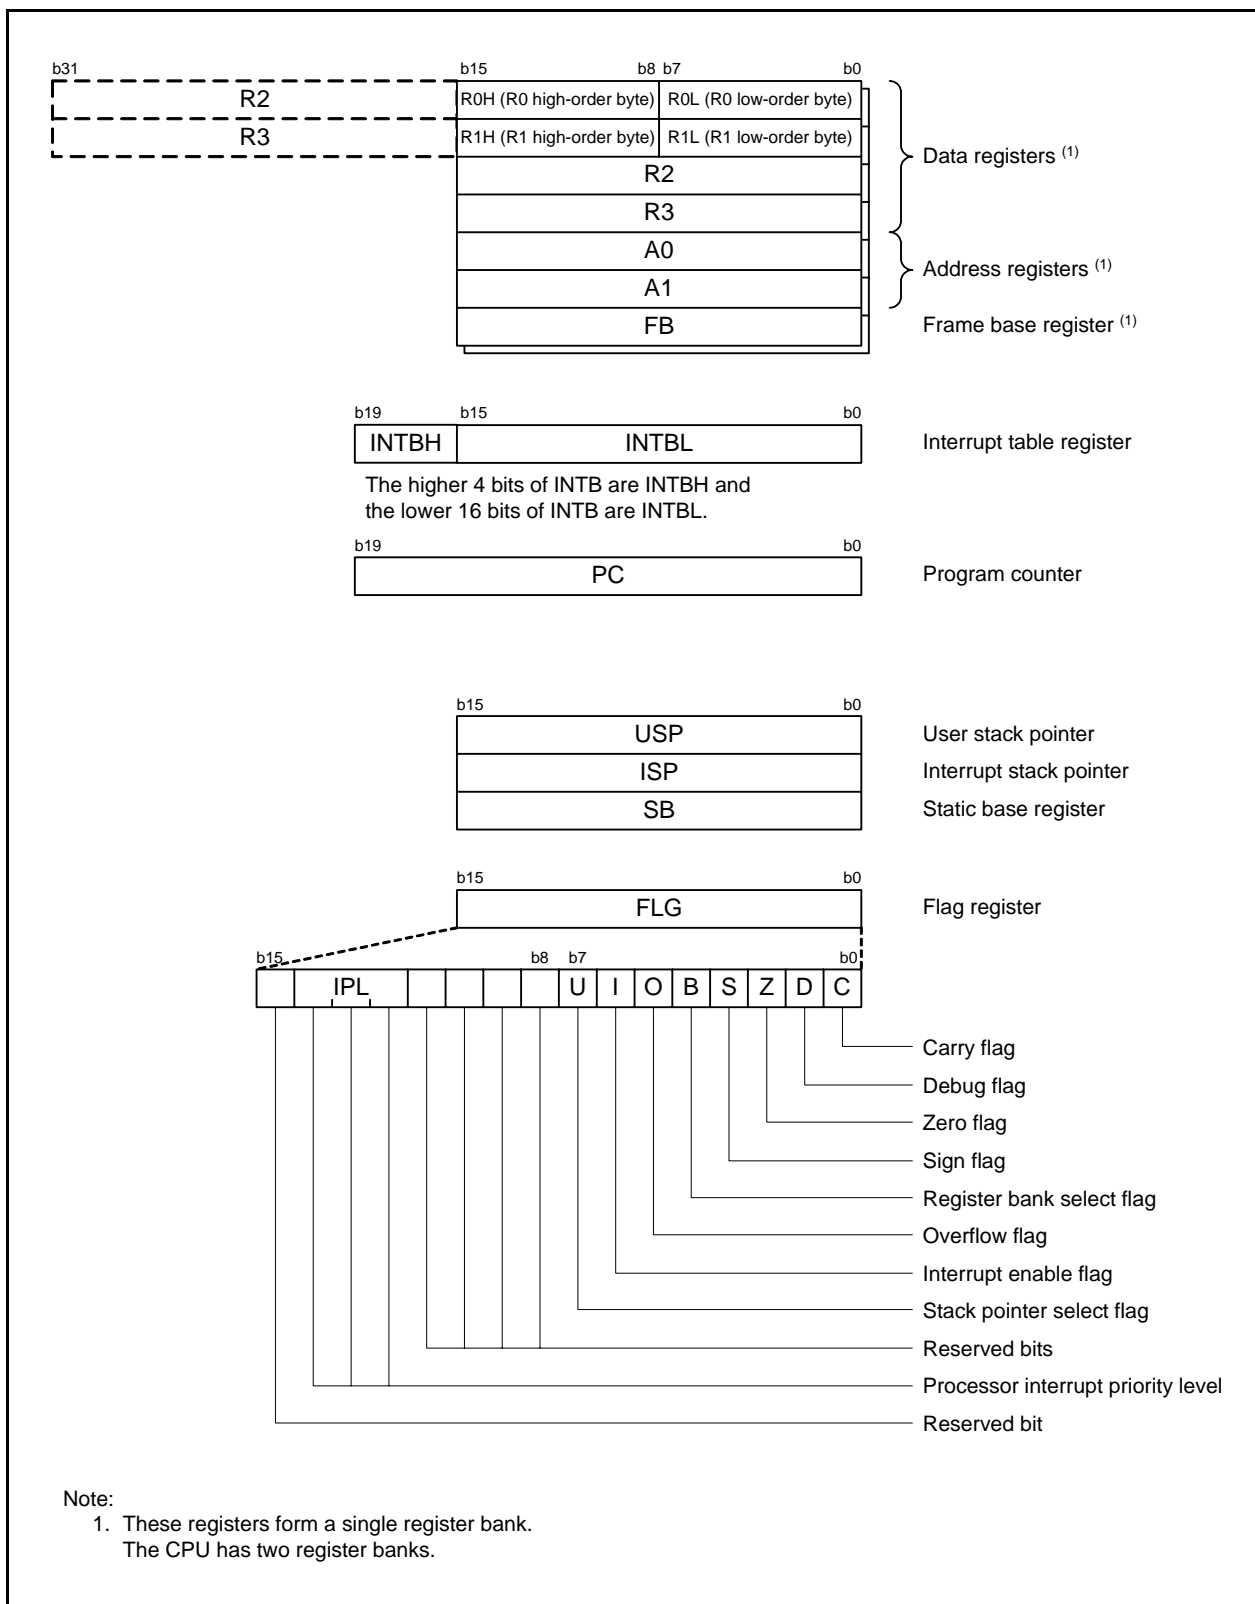 b31 b15 b8 b7 b0
R2 R0H (R0 high-order byte) R0L (R0 low-order byte)
R3 R1H (R1 high-order byte) R1L (R1 low-order byte)
Data registers (1)
R2
R3
A0
Address registers (1)
A1
FB Frame base register (1)
b19 b15 b0
INTBH INTBL Interrupt table register
The higher 4 bits of INTB are INTBH and
the lower 16 bits of INTB are INTBL.
b19 b0
PC Program counter
b15 b0
USP User stack pointer
ISP Interrupt stack pointer
SB Static base register
b15 b0
FLG Flag register
b15 b8 b7 b0
IPL U I O B S Z D C
Carry flag
Debug flag
Zero flag
Sign flag
Register bank select flag
Overflow flag
Interrupt enable flag
Stack pointer select flag
Reserved bits
Processor interrupt priority level
Reserved bit
Note:
1. These registers form a single register bank.
The CPU has two register banks.